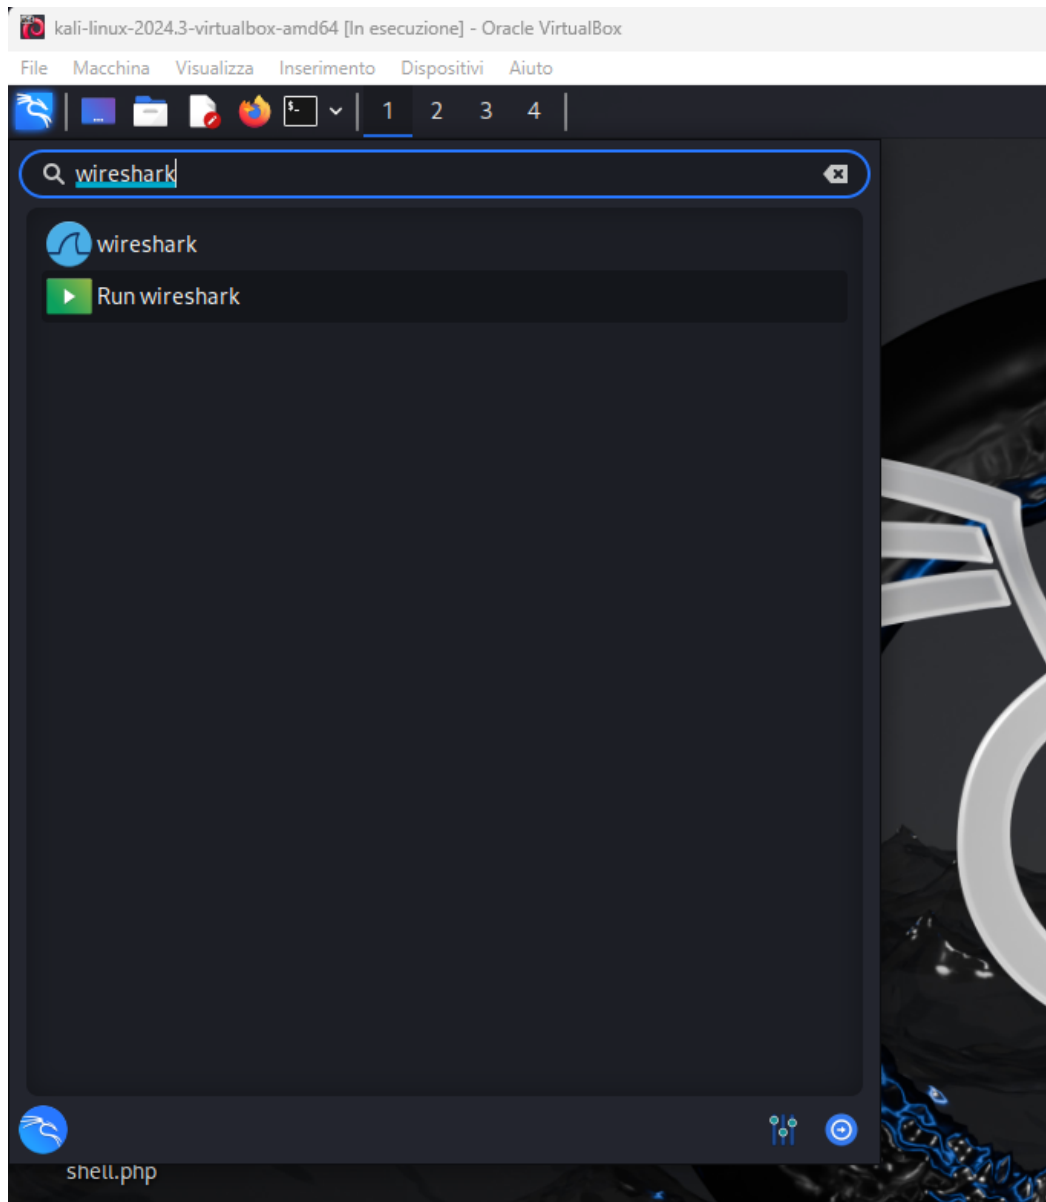 kali-linux-2024.3-virtualbox-amd64 [In esecuzione] - Oracle VirtualBox
File Macchina Visualizza Inserimento Dispositivi Aiuto
1 2 3 4
wireshark
wireshark
Run wireshark
shell.php